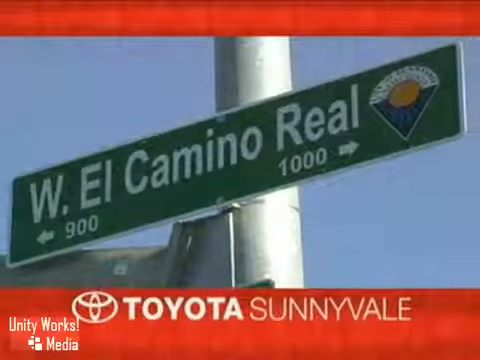 W. El Camino Real
← 900
1000 →
TOYOTA SUNNYVALE
Unity Works!
Media